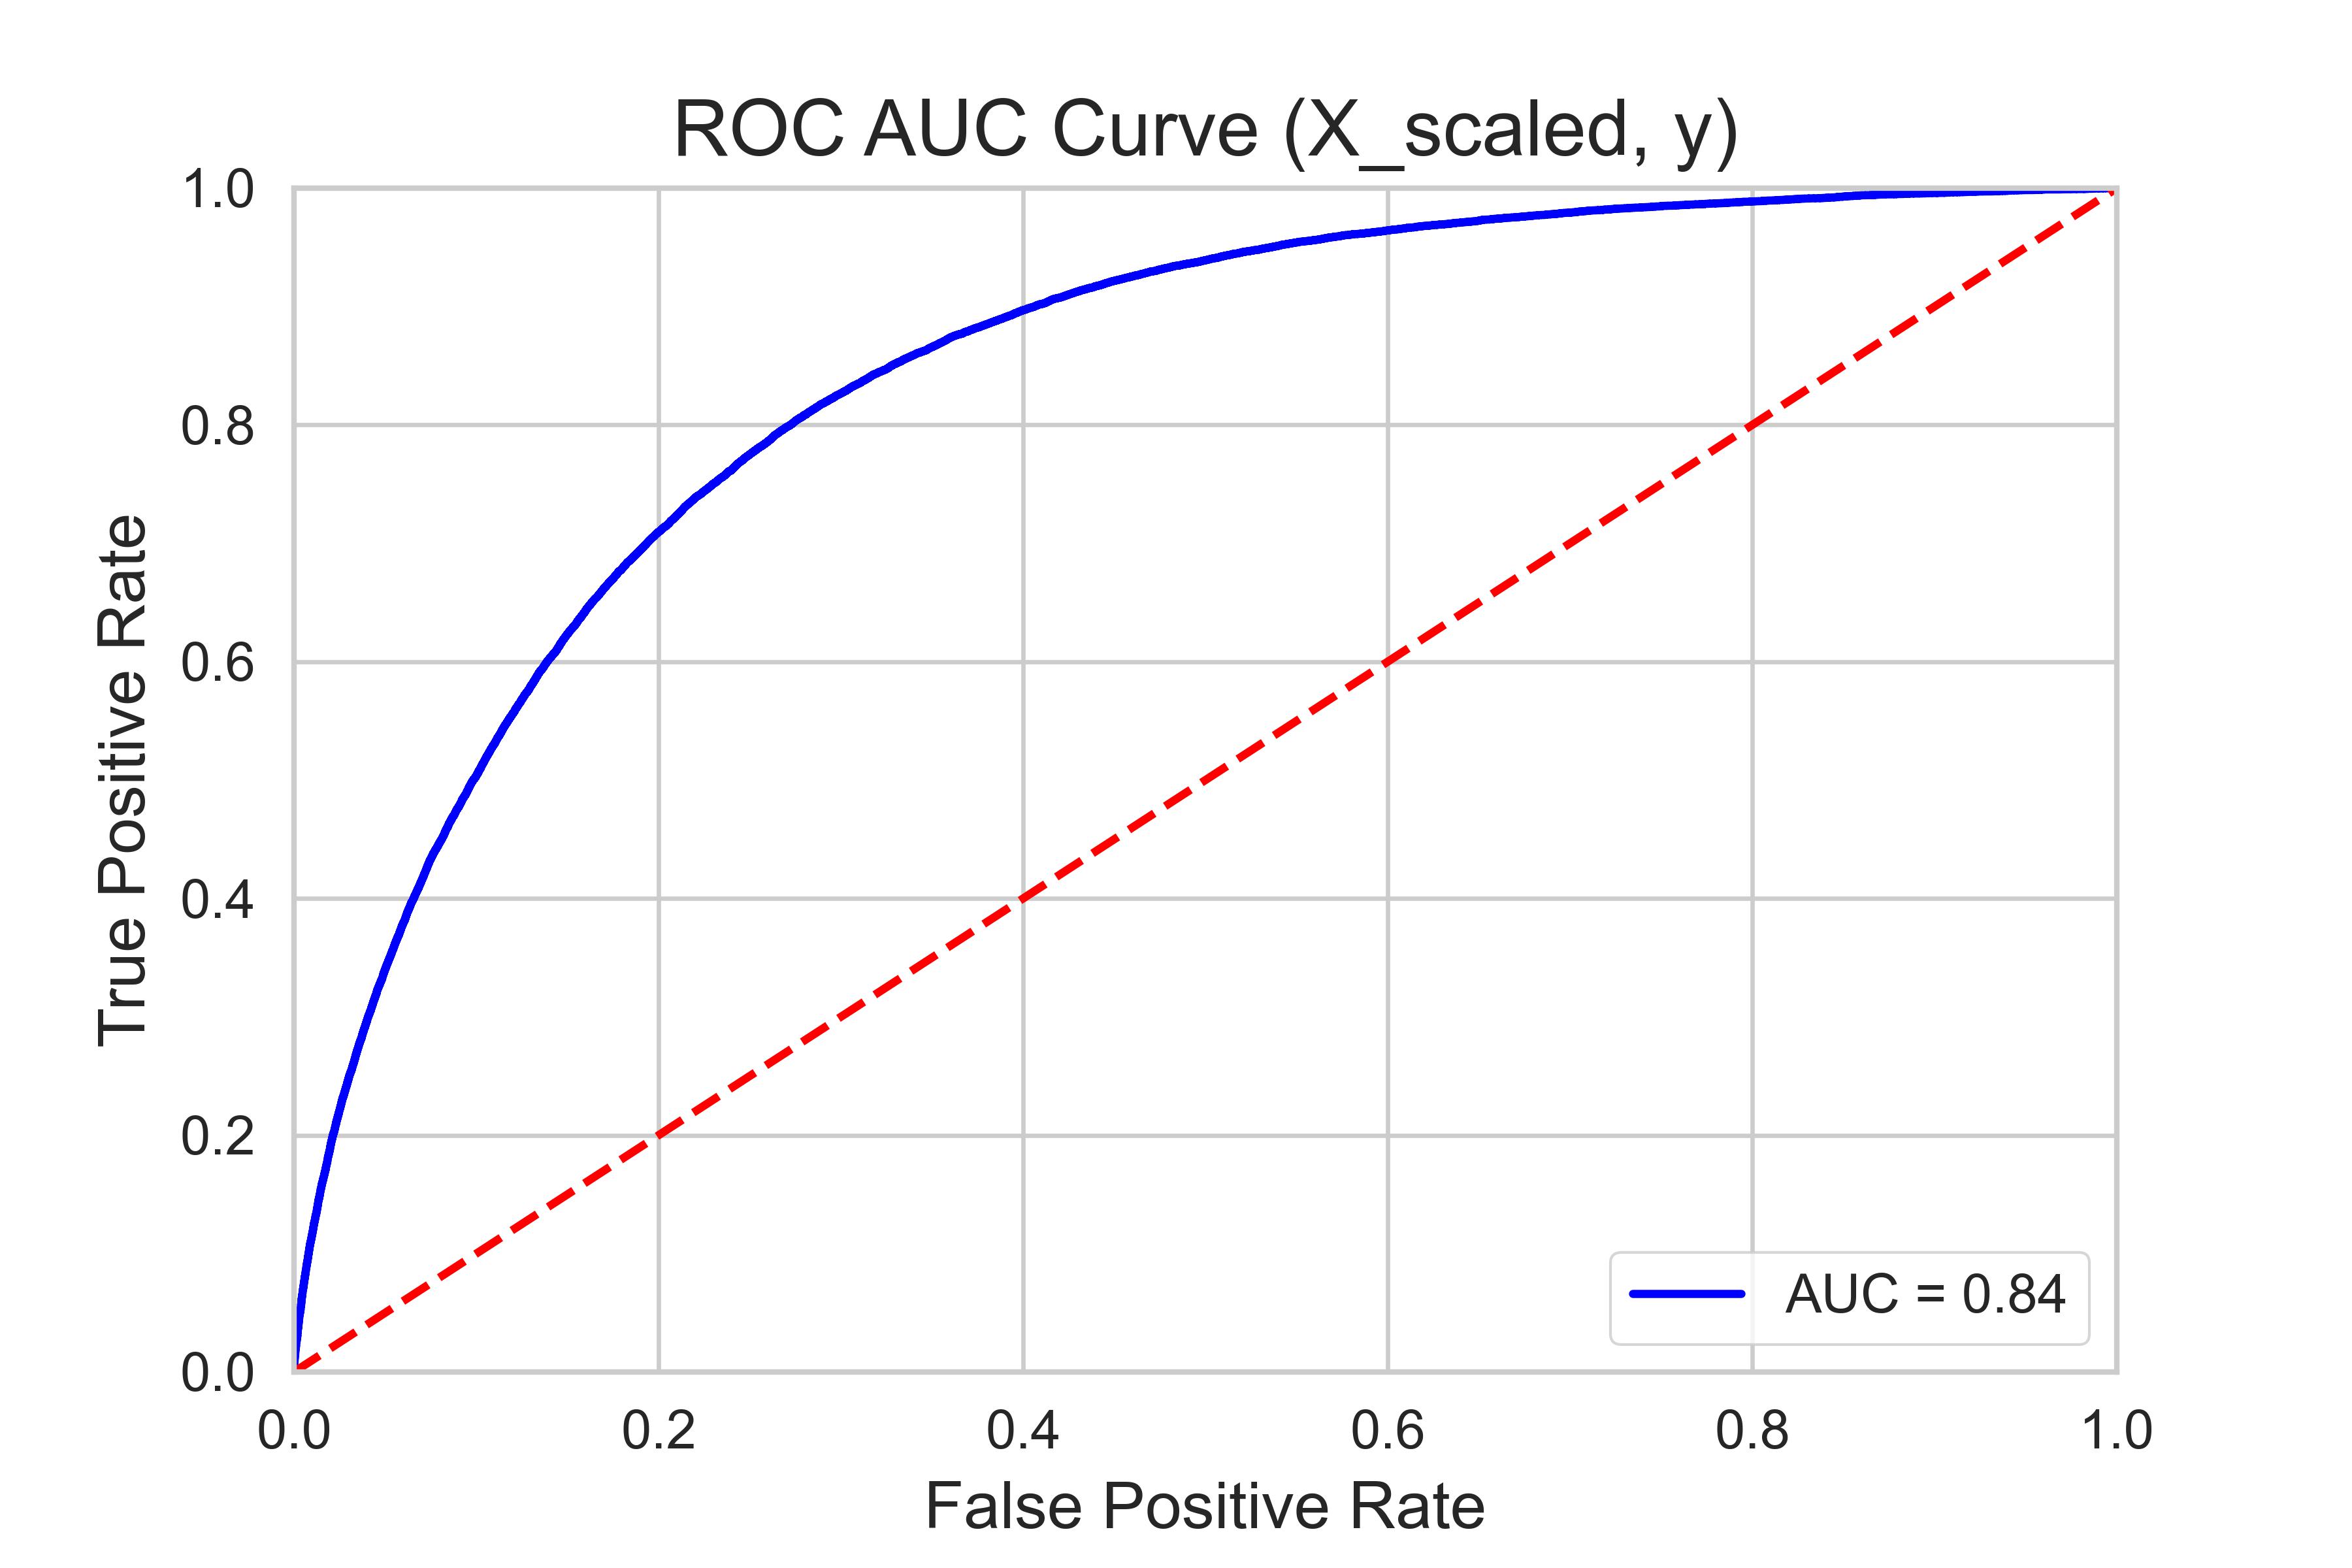 ROC AUC Curve (X_scaled, y)
True Positive Rate
1.0
0.8
0.6
0.4
0.2
0.0
0.0 0.2 0.4 0.6 0.8 1.0
False Positive Rate
AUC = 0.84